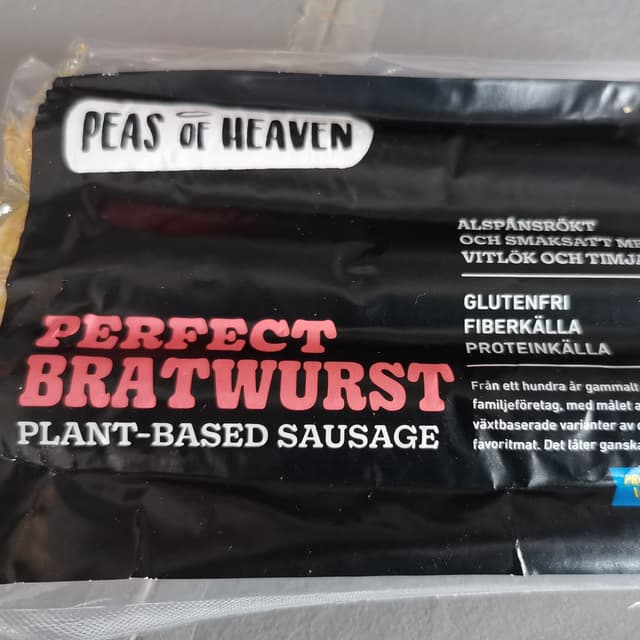 PEAS OF HEAVEN
ALSPÅNSRÖKT
OCH SMAKSATT
VITLÖK OCH
GLUTENFRI
FIBERKÄLLA
PROTEINKÄLLA
PERFECT
BRATWURST
PLANT-BASED SAUSAGE
Från ett hundra år gammalt
familjeföretag, med målet
växtbaserade varianter av
favoritmat. Det låter